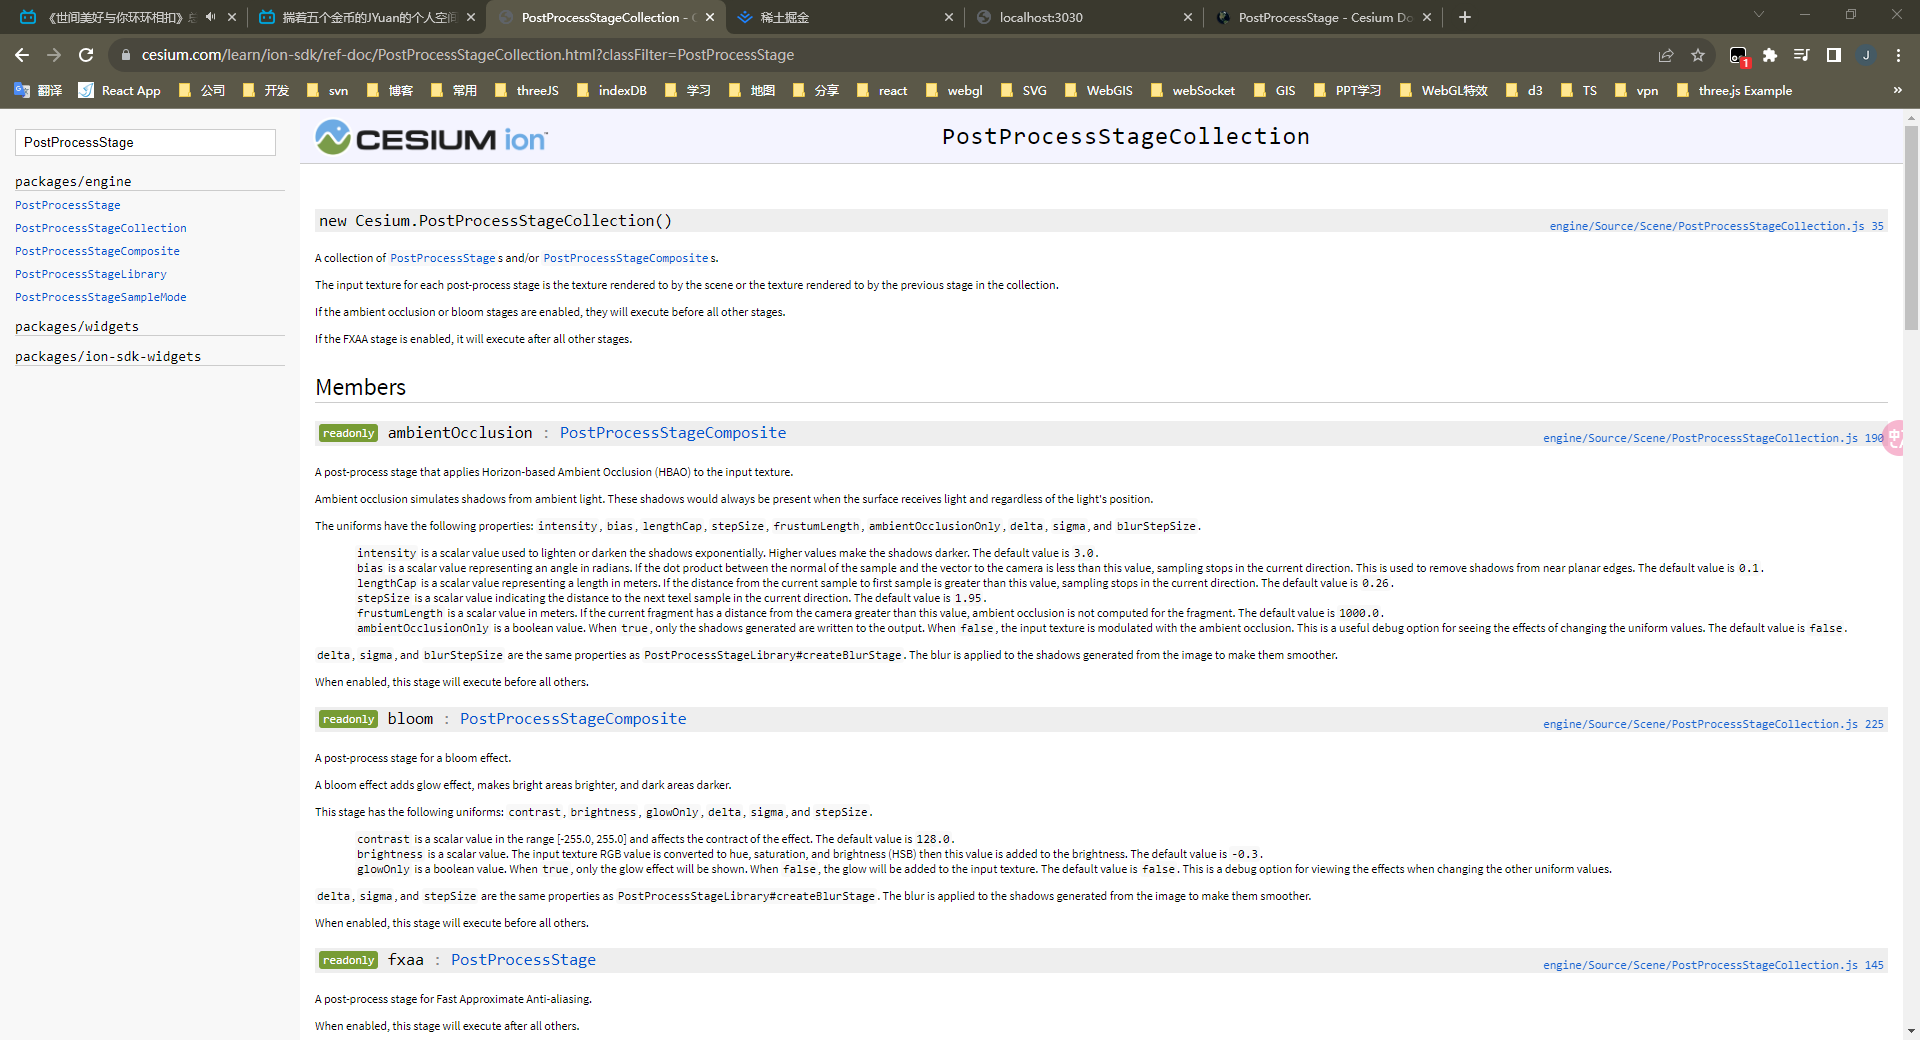 《世间美好与你环环相扣》总
揣着五个金币的JYuan的个人空间
PostProcessStageCollection - C
稀土掘金
localhost:3030
PostProcessStage - Cesium Do
cesium.com/learn/ion-sdk/ref-doc/PostProcessStageCollection.html?classFilter=PostProcessStage
1
J
翻译
React App
公司
开发
svn
博客
常用
threeJS
indexDB
学习
地图
分享
react
webgl
SVG
WebGIS
webSocket
GIS
PPT学习
WebGL特效
d3
TS
vpn
three.js Example
»
PostProcessStage
packages/engine
PostProcessStage
PostProcessStageCollection
PostProcessStageComposite
PostProcessStageLibrary
PostProcessStageSampleMode
packages/widgets
packages/ion-sdk-widgets
CESIUM ion
PostProcessStageCollection
new Cesium.PostProcessStageCollection()
engine/Source/Scene/PostProcessStageCollection.js 35
A collection of PostProcessStage s and/or PostProcessStageComposite s.
The input texture for each post-process stage is the texture rendered to by the scene or the texture rendered to by the previous stage in the collection.
If the ambient occlusion or bloom stages are enabled, they will execute before all other stages.
If the FXAA stage is enabled, it will execute after all other stages.
Members
readonly ambientOcclusion : PostProcessStageComposite
engine/Source/Scene/PostProcessStageCollection.js 190
A post-process stage that applies Horizon-based Ambient Occlusion (HBAO) to the input texture.
Ambient occlusion simulates shadows from ambient light. These shadows would always be present when the surface receives light and regardless of the light's position.
The uniforms have the following properties: intensity, bias, lengthCap, stepSize, frustumLength, ambientOcclusionOnly, delta, sigma, and blurStepSize.
intensity is a scalar value used to lighten or darken the shadows exponentially. Higher values make the shadows darker. The default value is 3.0.
bias is a scalar value representing an angle in radians. If the dot product between the normal of the sample and the vector to the camera is less than this value, sampling stops in the current direction. This is used to remove shadows from near planar edges. The default value is 0.1.
lengthCap is a scalar value representing a length in meters. If the distance from the current sample to first sample is greater than this value, sampling stops in the current direction. The default value is 0.26.
stepSize is a scalar value indicating the distance to the next texel sample in the current direction. The default value is 1.95.
frustumLength is a scalar value in meters. If the current fragment has a distance from the camera greater than this value, ambient occlusion is not computed for the fragment. The default value is 1000.0.
ambientOcclusionOnly is a boolean value. When true, only the shadows generated are written to the output. When false, the input texture is modulated with the ambient occlusion. This is a useful debug option for seeing the effects of changing the uniform values. The default value is false.
delta, sigma, and blurStepSize are the same properties as PostProcessStageLibrary#createBlurStage. The blur is applied to the shadows generated from the image to make them smoother.
When enabled, this stage will execute before all others.
readonly bloom : PostProcessStageComposite
engine/Source/Scene/PostProcessStageCollection.js 225
A post-process stage for a bloom effect.
A bloom effect adds glow effect, makes bright areas brighter, and dark areas darker.
This stage has the following uniforms: contrast, brightness, glowOnly, delta, sigma, and stepSize.
contrast is a scalar value in the range [-255.0, 255.0] and affects the contract of the effect. The default value is 128.0.
brightness is a scalar value. The input texture RGB value is converted to hue, saturation, and brightness (HSB) then this value is added to the brightness. The default value is -0.3.
glowOnly is a boolean value. When true, only the glow effect will be shown. When false, the glow will be added to the input texture. The default value is false. This is a debug option for viewing the effects when changing the other uniform values.
delta, sigma, and stepSize are the same properties as PostProcessStageLibrary#createBlurStage. The blur is applied to the shadows generated from the image to make them smoother.
When enabled, this stage will execute before all others.
readonly fxaa : PostProcessStage
engine/Source/Scene/PostProcessStageCollection.js 145
A post-process stage for Fast Approximate Anti-aliasing.
When enabled, this stage will execute after all others.